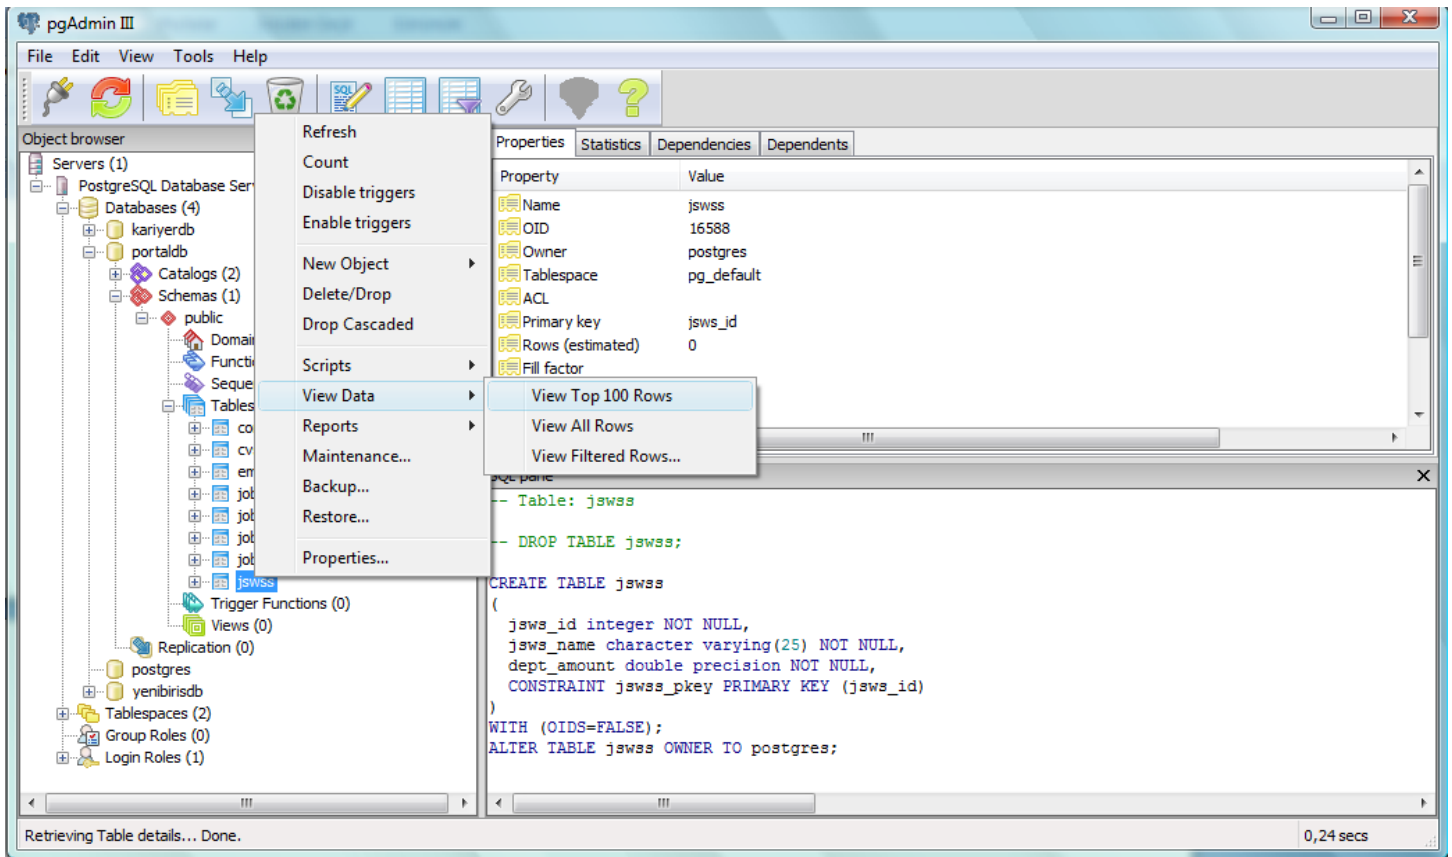 pgAdmin III
File Edit View Tools Help
SQL
Object browser
Servers (1)
PostgreSQL Database Ser
Databases (4)
kariyerdb
portaldb
Catalogs (2)
Schemas (1)
public
Domai
Functi
Seque
Tables
co
cv
em
job
job
job
job
jswss
Trigger Functions (0)
Views (0)
Replication (0)
postgres
yenibirisdb
Tablespaces (2)
Group Roles (0)
Login Roles (1)
Refresh
Count
Disable triggers
Enable triggers
New Object
Delete/Drop
Drop Cascaded
Scripts
View Data
Reports
Maintenance...
Backup...
Restore...
Properties...
View Top 100 Rows
View All Rows
View Filtered Rows...
Properties Statistics Dependencies Dependents
Property Value
Name jswss
OID 16588
Owner postgres
Tablespace pg_default
ACL
Primary key jsws_id
Rows (estimated) 0
Fill factor
SQL pane
-- Table: jswss
-- DROP TABLE jswss;
CREATE TABLE jswss
(
jsws_id integer NOT NULL,
jsws_name character varying(25) NOT NULL,
dept_amount double precision NOT NULL,
CONSTRAINT jswss_pkey PRIMARY KEY (jsws_id)
)
WITH (OIDS=FALSE);
ALTER TABLE jswss OWNER TO postgres;
Retrieving Table details... Done.
0,24 secs